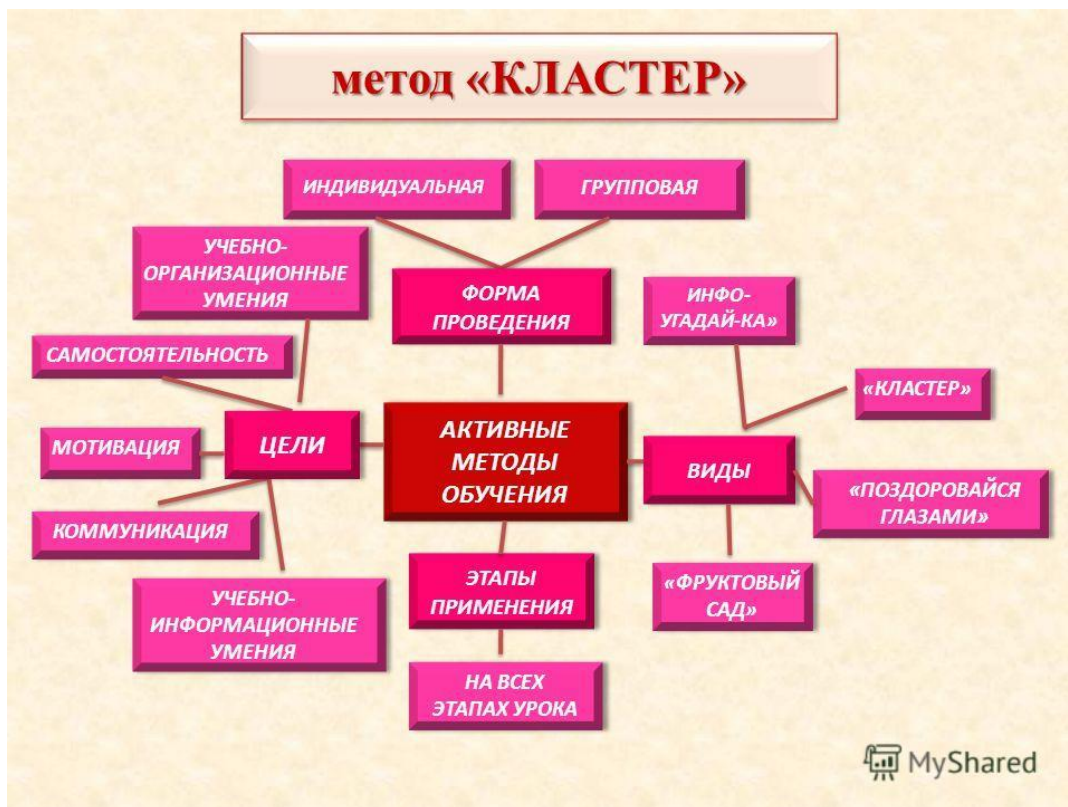 метод «КЛАСТЕР»
ИНДИВИДУАЛЬНАЯ
ГРУППОВАЯ
УЧЕБНО-
ОРГАНИЗАЦИОННЫЕ
УМЕНИЯ
ФОРМА
ПРОВЕДЕНИЯ
ИНФО-
УГАДАЙ-КА»
САМОСТОЯТЕЛЬНОСТЬ
«КЛАСТЕР»
МОТИВАЦИЯ
ЦЕЛИ
АКТИВНЫЕ
МЕТОДЫ
ОБУЧЕНИЯ
ВИДЫ
«ПОЗДОРОВАЙСЯ
ГЛАЗАМИ»
КОММУНИКАЦИЯ
ЭТАПЫ
ПРИМЕНЕНИЯ
«ФРУКТОВЫЙ
САД»
УЧЕБНО-
ИНФОРМАЦИОННЫЕ
УМЕНИЯ
НА ВСЕХ
ЭТАПАХ УРОКА
MyShared